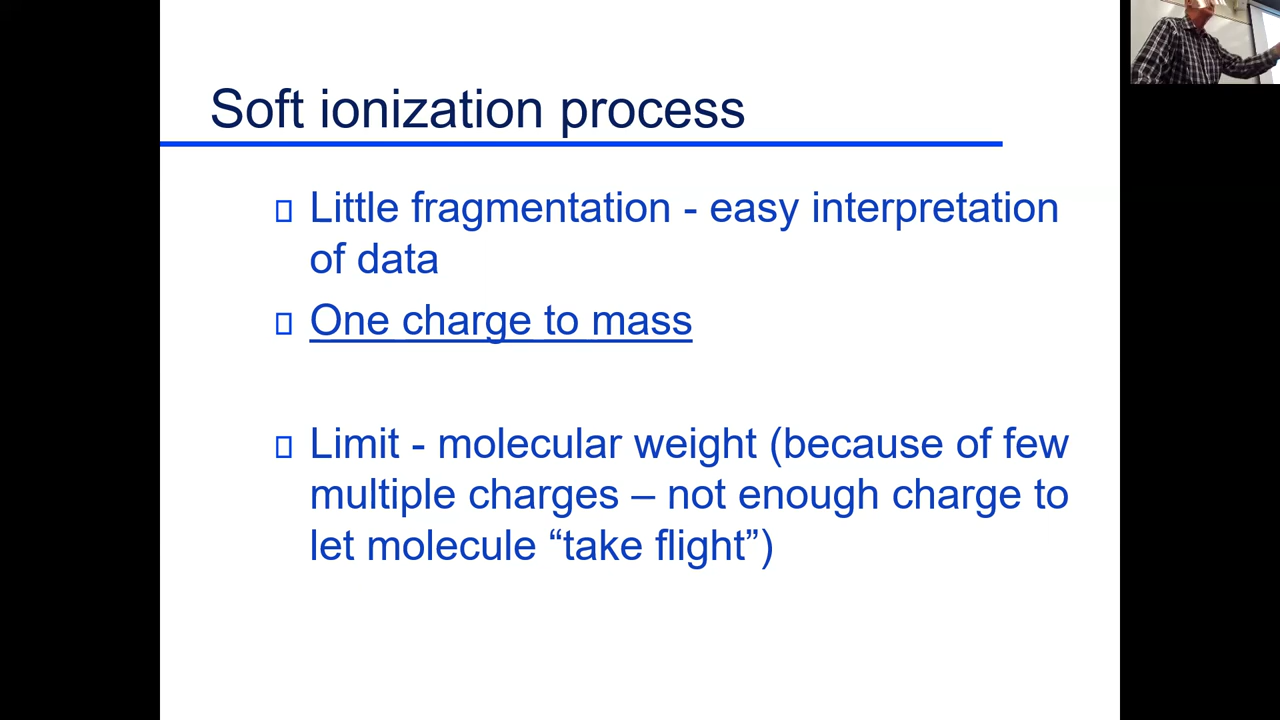 Soft ionization process
Little fragmentation - easy interpretation
of data
One charge to mass
Limit - molecular weight (because of few
multiple charges – not enough charge to
let molecule “take flight”)